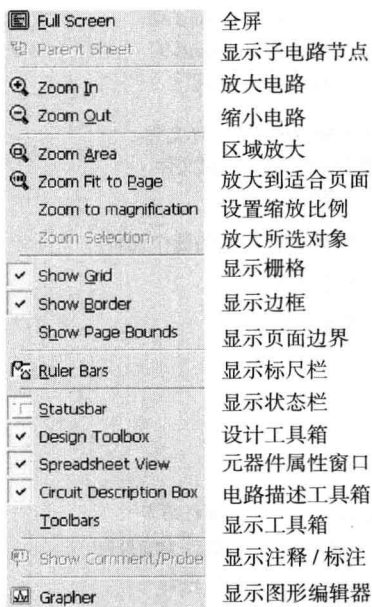 Full Screen 全屏
Parent Sheet 显示子电路节点
Zoom In 放大电路
Zoom Out 缩小电路
Zoom Area 区域放大
Zoom Fit to Page 放大到适合页面
Zoom to magnification 设置缩放比例
Zoom Selection 放大所选对象
Show Grid 显示栅格
Show Border 显示边框
Show Page Bounds 显示页面边界
Ruler Bars 显示标尺栏
Statusbar 显示状态栏
Design Toolbox 设计工具箱
Spreadsheet View 元器件属性窗口
Circuit Description Box 电路描述工具箱
Toolbars 显示工具箱
Show Comment/Probe 显示注释 / 标注
Grapher 显示图形编辑器